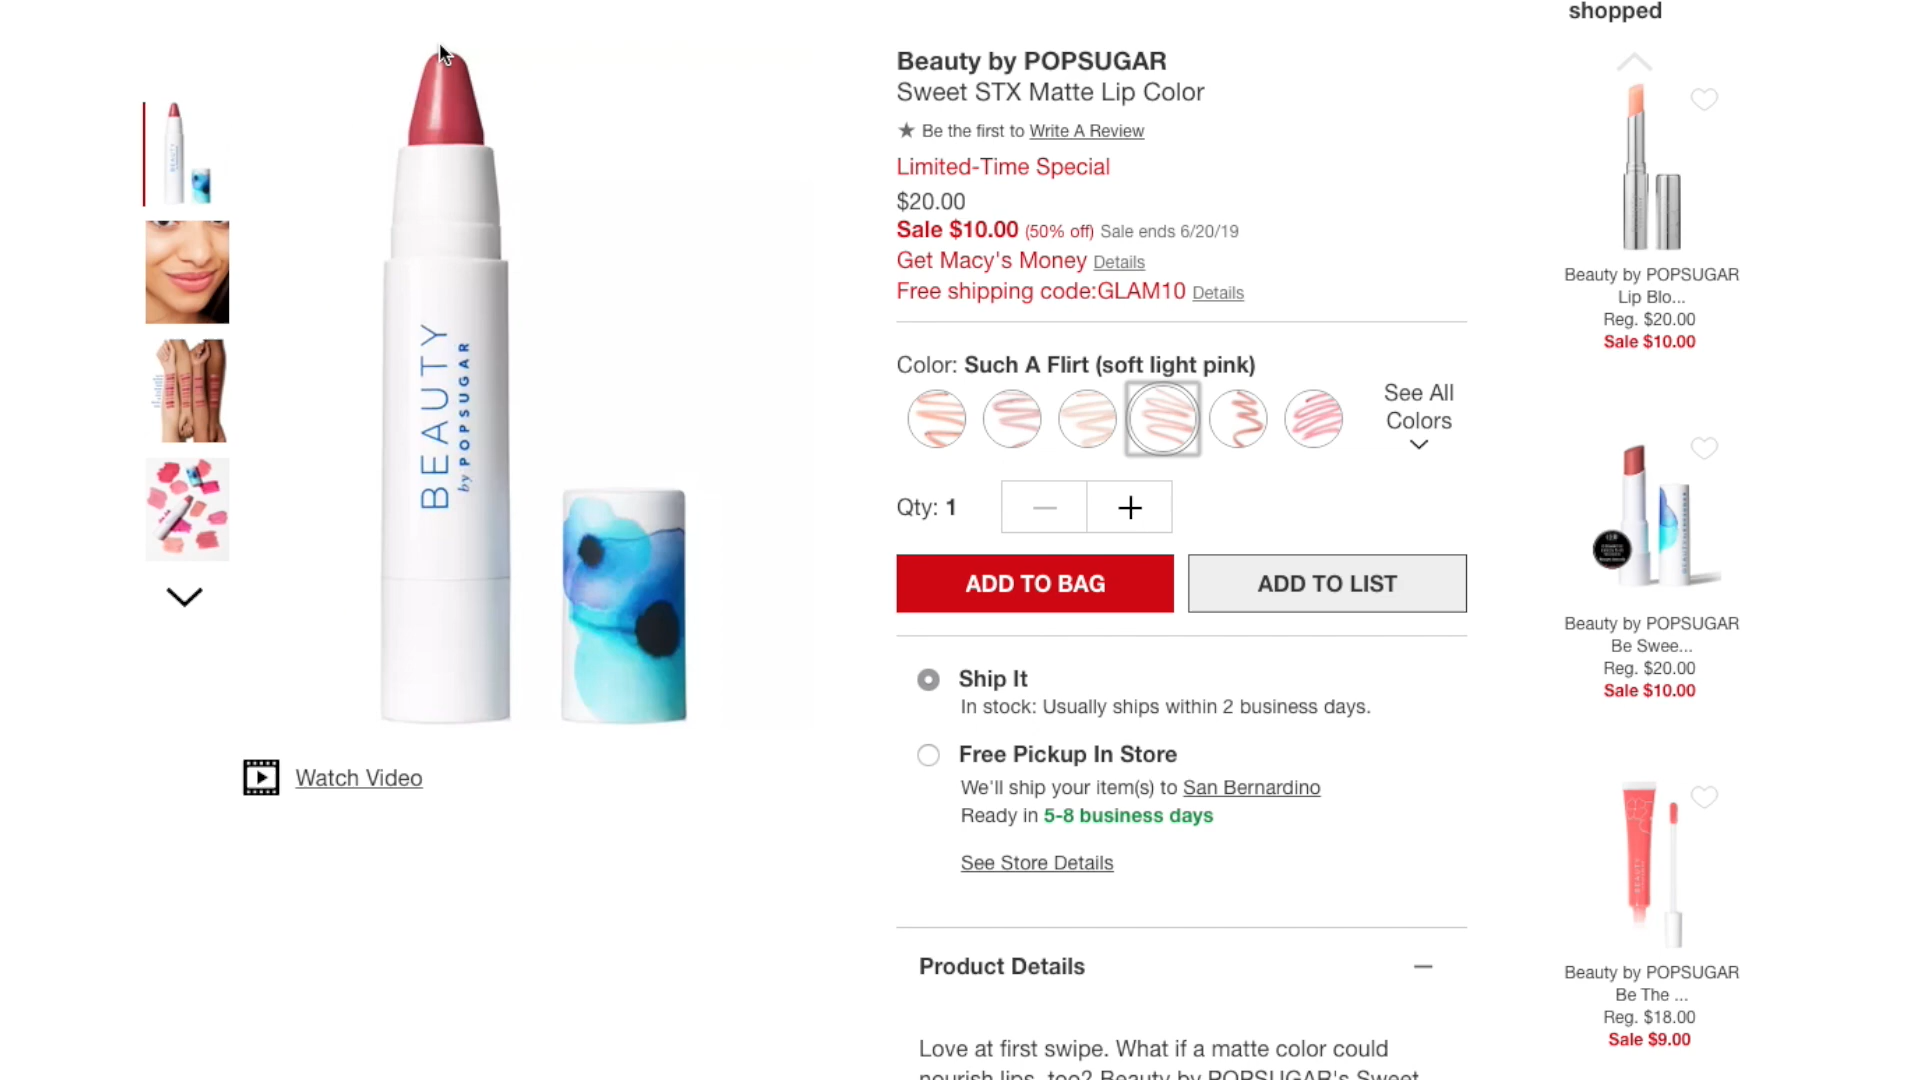 shopped
BEAUTY
by POPSUGAR
Watch Video
Beauty by POPSUGAR
Sweet STX Matte Lip Color
★ Be the first to Write A Review
Limited-Time Special
$20.00
Sale $10.00 (50% off) Sale ends 6/20/19
Get Macy's Money Details
Free shipping code:GLAM10 Details
Color: Such A Flirt (soft light pink)
See All
Colors
Qty: 1
ADD TO BAG
ADD TO LIST
Ship It
In stock: Usually ships within 2 business days.
Free Pickup In Store
We'll ship your item(s) to San Bernardino
Ready in 5-8 business days
See Store Details
Product Details
Love at first swipe. What if a matte color could
nourish lips, too? Beauty by POPSUGAR's Sweet
Beauty by POPSUGAR
Lip Blo...
Reg. $20.00
Sale $10.00
Beauty by POPSUGAR
Be Swee...
Reg. $20.00
Sale $10.00
Beauty by POPSUGAR
Be The ...
Reg. $18.00
Sale $9.00